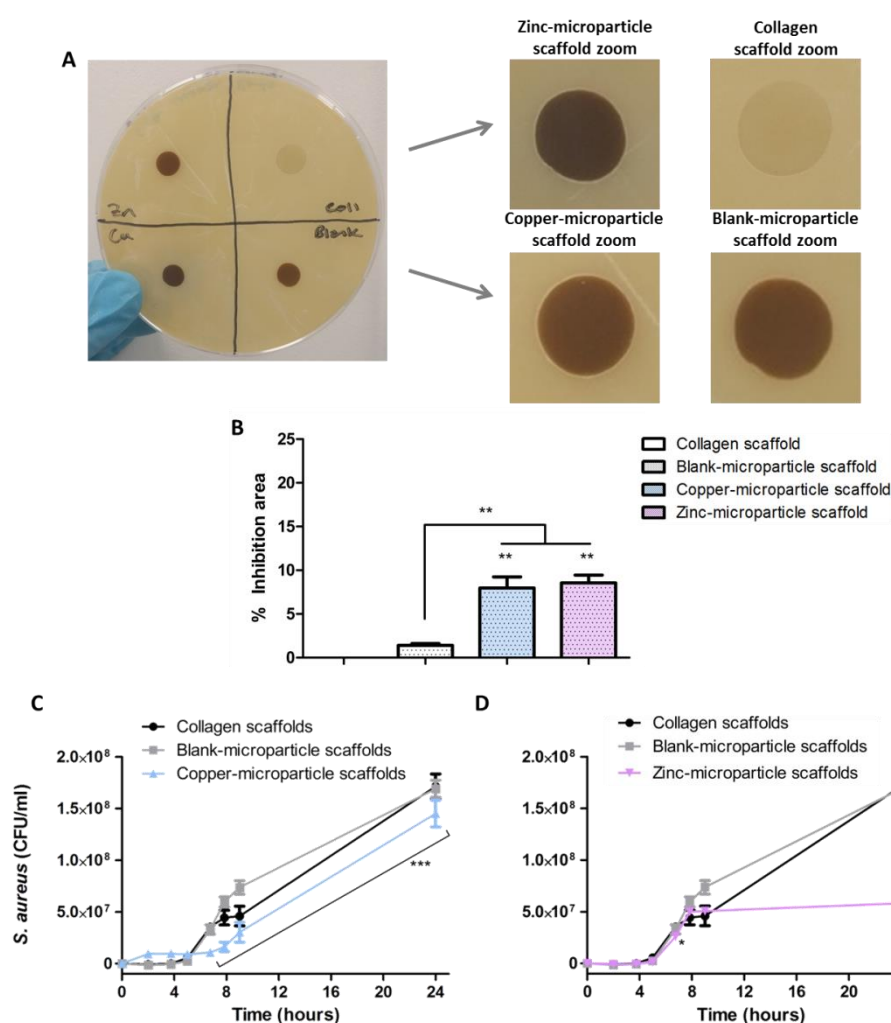 A
Zinc-microparticle
scaffold zoom
Collagen
scaffold zoom
Zn
Coll
Cu
Blank
Copper-microparticle
scaffold zoom
Blank-microparticle
scaffold zoom
B
% Inhibition area
25
20
15
10
5
0
**
**
**
Collagen scaffold
Blank-microparticle scaffold
Copper-microparticle scaffold
Zinc-microparticle scaffold
C
Collagen scaffolds
Blank-microparticle scaffolds
Copper-microparticle scaffolds
S. aureus (CFU/ml)
2.0×10⁸
1.5×10⁸
1.0×10⁸
5.0×10⁷
0
***
0 4 8 12 16 20 24
Time (hours)
D
Collagen scaffolds
Blank-microparticle scaffolds
Zinc-microparticle scaffolds
2.0×10⁸
1.5×10⁸
1.0×10⁸
5.0×10⁷
0
*
0 4 8 12 16 20
Time (hours)